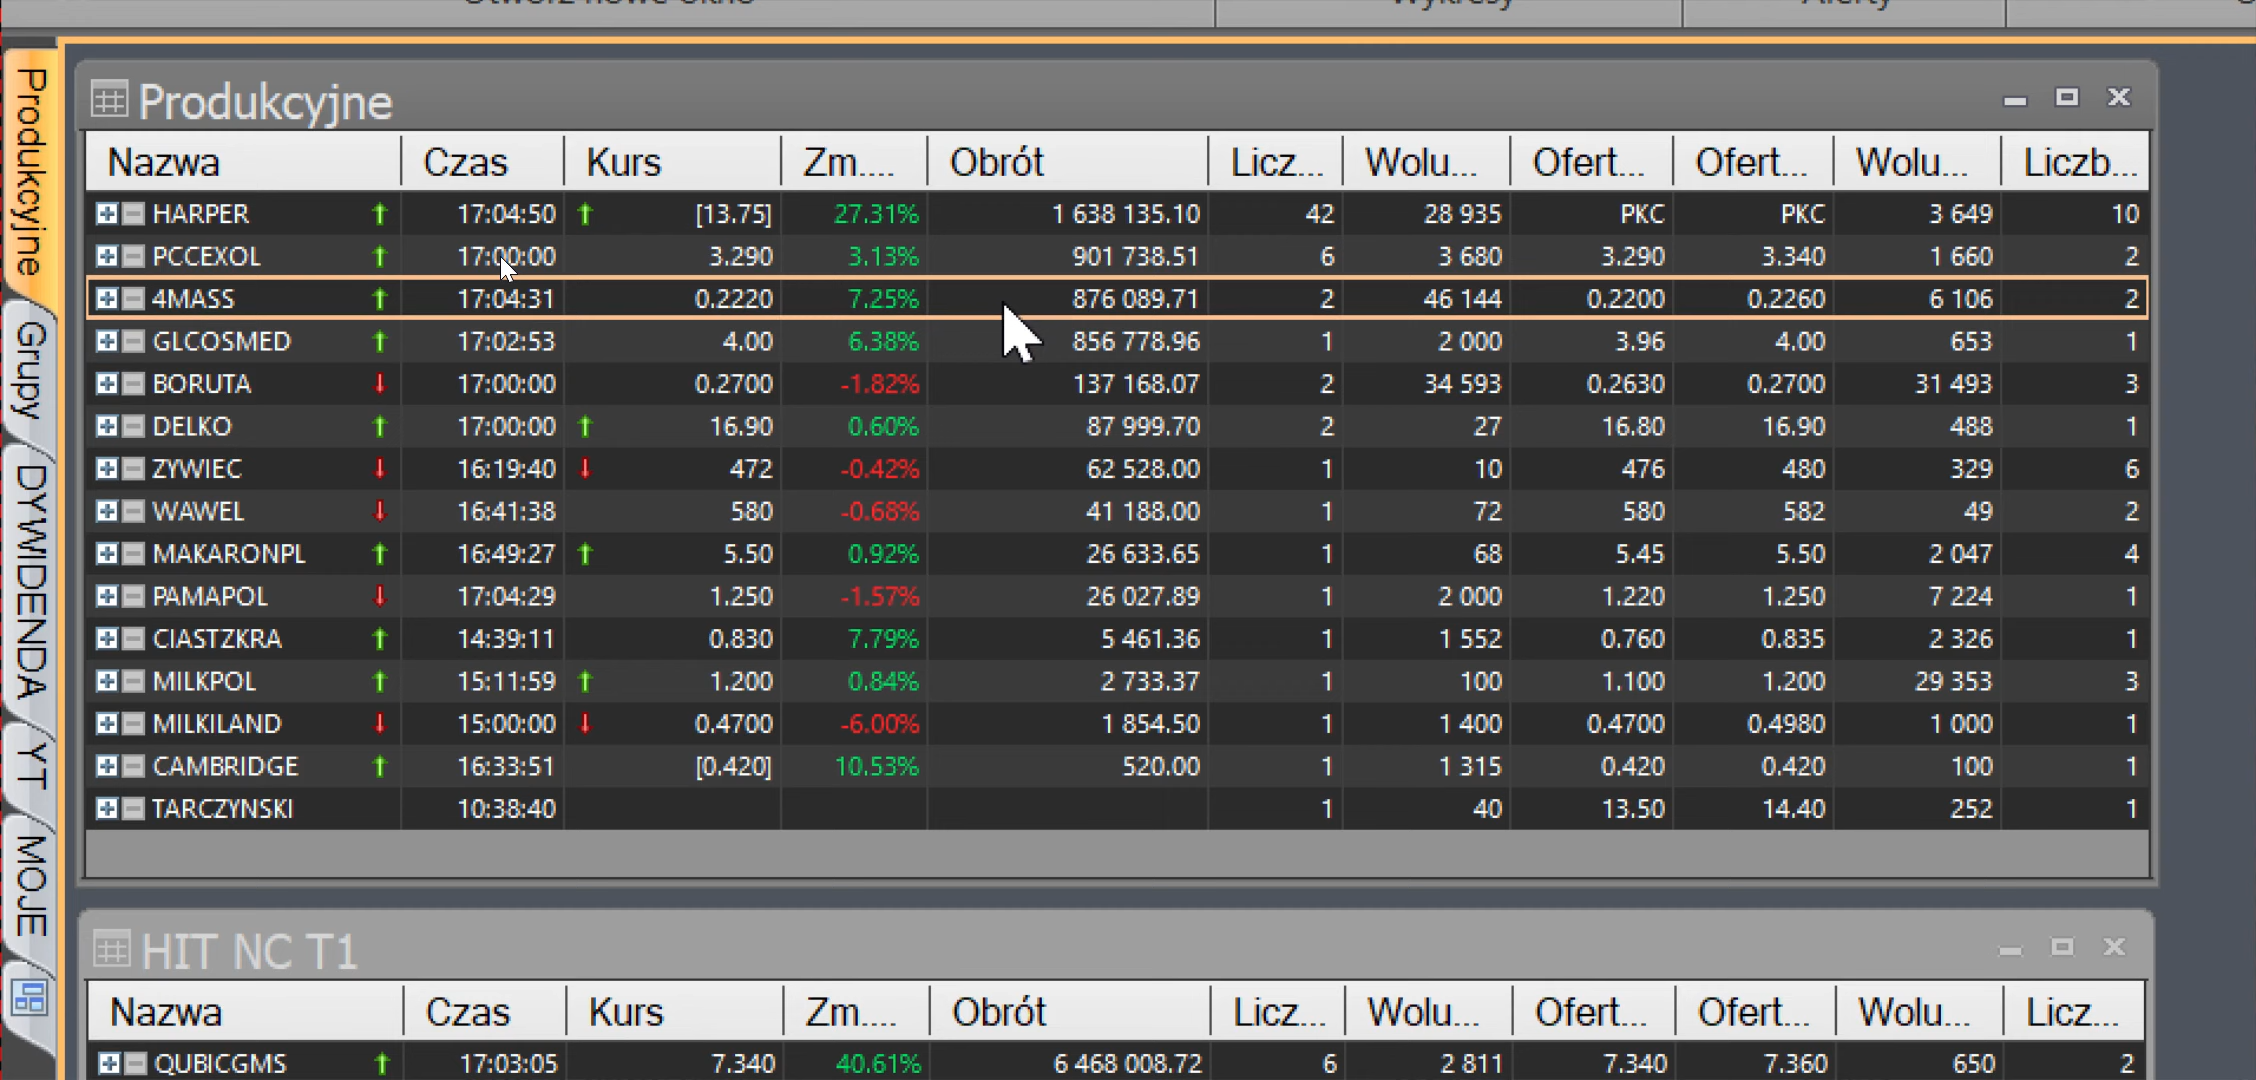 Otwórz nowe okno Wykresy Alerty
Produkcyjne
Nazwa Czas Kurs Zm.... Obrót Licz... Wolu... Ofert... Ofert... Wolu... Liczb...
HARPER 17:04:50 [13.75] 27.31% 1 638 135.10 42 28 935 PKC PKC 3 649 10
PCCEXOL 17:00:00 3.290 3.13% 901 738.51 6 3 680 3.290 3.340 1 660 2
4MASS 17:04:31 0.2220 7.25% 876 089.71 2 46 144 0.2200 0.2260 6 106 2
GLCOSMED 17:02:53 4.00 6.38% 856 778.96 1 2 000 3.96 4.00 653 1
BORUTA 17:00:00 0.2700 -1.82% 137 168.07 2 34 593 0.2630 0.2700 31 493 3
DELKO 17:00:00 16.90 0.60% 87 999.70 2 27 16.80 16.90 488 1
ZYWIEC 16:19:40 472 -0.42% 62 528.00 1 10 476 480 329 6
WAWEL 16:41:38 580 -0.68% 41 188.00 1 72 580 582 49 2
MAKARONPL 16:49:27 5.50 0.92% 26 633.65 1 68 5.45 5.50 2 047 4
PAMAPOL 17:04:29 1.250 -1.57% 26 027.89 1 2 000 1.220 1.250 7 224 1
CIASTZKRA 14:39:11 0.830 7.79% 5 461.36 1 1 552 0.760 0.835 2 326 1
MILKPOL 15:11:59 1.200 0.84% 2 733.37 1 100 1.100 1.200 29 353 3
MILKILAND 15:00:00 0.4700 -6.00% 1 854.50 1 1 400 0.4700 0.4980 1 000 1
CAMBRIDGE 16:33:51 [0.420] 10.53% 520.00 1 1 315 0.420 0.420 100 1
TARCZYNSKI 10:38:40 1 40 13.50 14.40 252 1
HIT NC T1
Nazwa Czas Kurs Zm.... Obrót Licz... Wolu... Ofert... Ofert... Wolu... Licz...
QUBICGMS 17:03:05 7.340 40.61% 6 468 008.72 6 2 811 7.340 7.360 650 2
Produkcyjne
Grupy
DYWIDENDA
Y T
MOJE